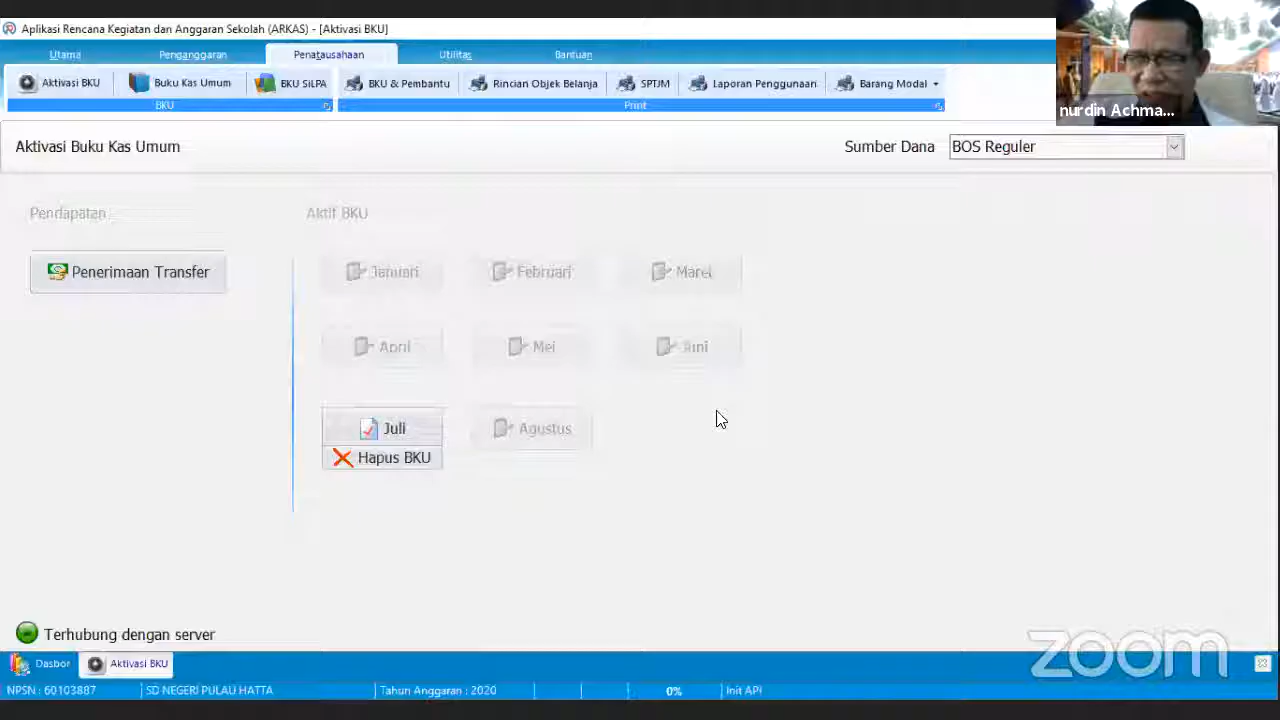 Aplikasi Rencana Kegiatan dan Anggaran Sekolah (ARKAS) - [Aktivasi BKU]
Utama Penganggaran Penatausahaan Utilitas Bantuan
Aktivasi BKU Buku Kas Umum BKU SiLPA BKU & Pembantu Rincian Objek Belanja SPTJM Laporan Penggunaan Barang Modal
BKU Print
nurdin Achma...
Aktivasi Buku Kas Umum Sumber Dana BOS Reguler
Pendapatan Aktif BKU
Penerimaan Transfer Januari Februari Maret
April Mei Juni
Juli Agustus
Hapus BKU
Terhubung dengan server
zoom
Dasbor Aktivasi BKU
NPSN : 60103887 SD NEGERI PULAU HATTA Tahun Anggaran : 2020 0% Init API